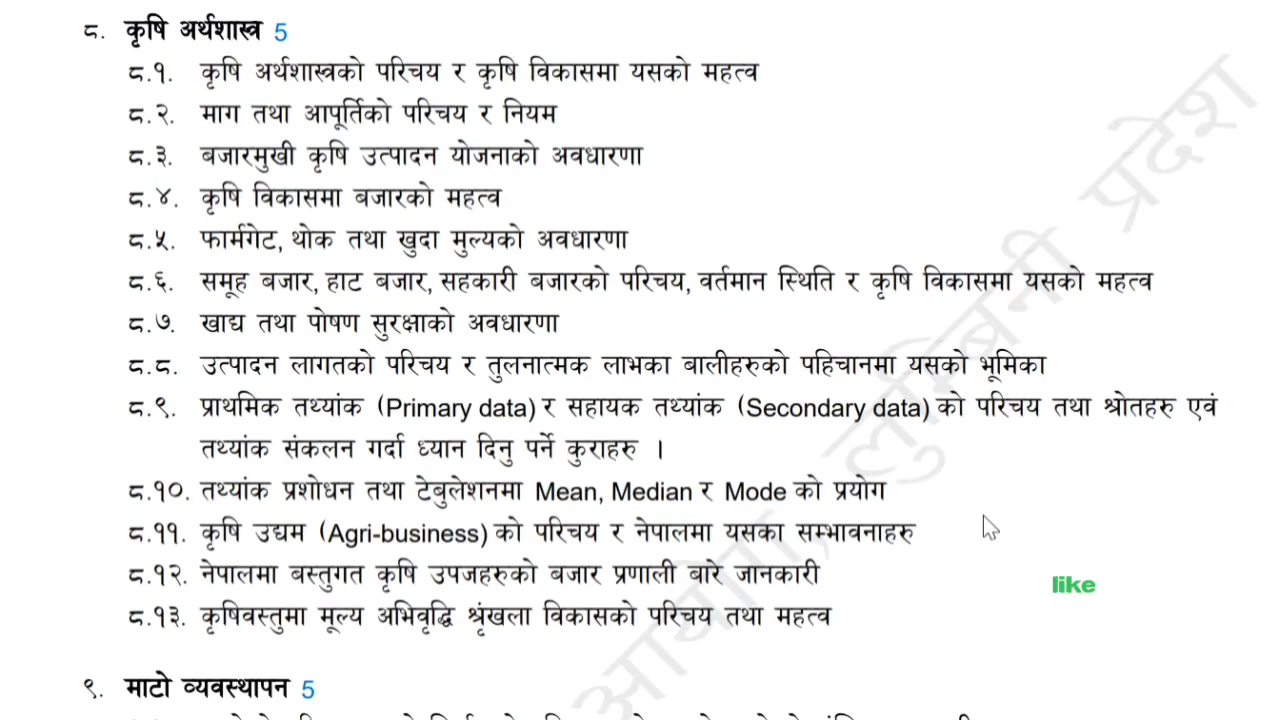 ८. कृषि अर्थशास्त्र 5
८.१. कृषि अर्थशास्त्रको परिचय र कृषि विकासमा यसको महत्व
८.२. माग तथा आपूर्तिको परिचय र नियम
८.३. बजारमुखी कृषि उत्पादन योजनाको अवधारणा
८.४. कृषि विकासमा बजारको महत्व
८.५. फार्मगेट, थोक तथा खुदा मुल्यको अवधारणा
८.६. समूह बजार, हाट बजार, सहकारी बजारको परिचय, वर्तमान स्थिति र कृषि विकासमा यसको महत्व
८.७. खाद्य तथा पोषण सुरक्षाको अवधारणा
८.८. उत्पादन लागतको परिचय र तुलनात्मक लाभका बालीहरुको पहिचानमा यसको भूमिका
८.९. प्राथमिक तथ्यांक (Primary data) र सहायक तथ्यांक (Secondary data) को परिचय तथा श्रोतहरु एवं
तथ्यांक संकलन गर्दा ध्यान दिनु पर्ने कुराहरु ।
८.१०. तथ्यांक प्रशोधन तथा टेबुलेशनमा Mean, Median र Mode को प्रयोग
८.११. कृषि उद्यम (Agri-business) को परिचय र नेपालमा यसका सम्भावनाहरु
८.१२. नेपालमा बस्तुगत कृषि उपजहरुको बजार प्रणाली बारे जानकारी
like
८.१३. कृषिवस्तुमा मूल्य अभिवृद्धि श्रृंखला विकासको परिचय तथा महत्व
९. माटो व्यवस्थापन 5
आयोग, लुम्बिनी प्रदेश